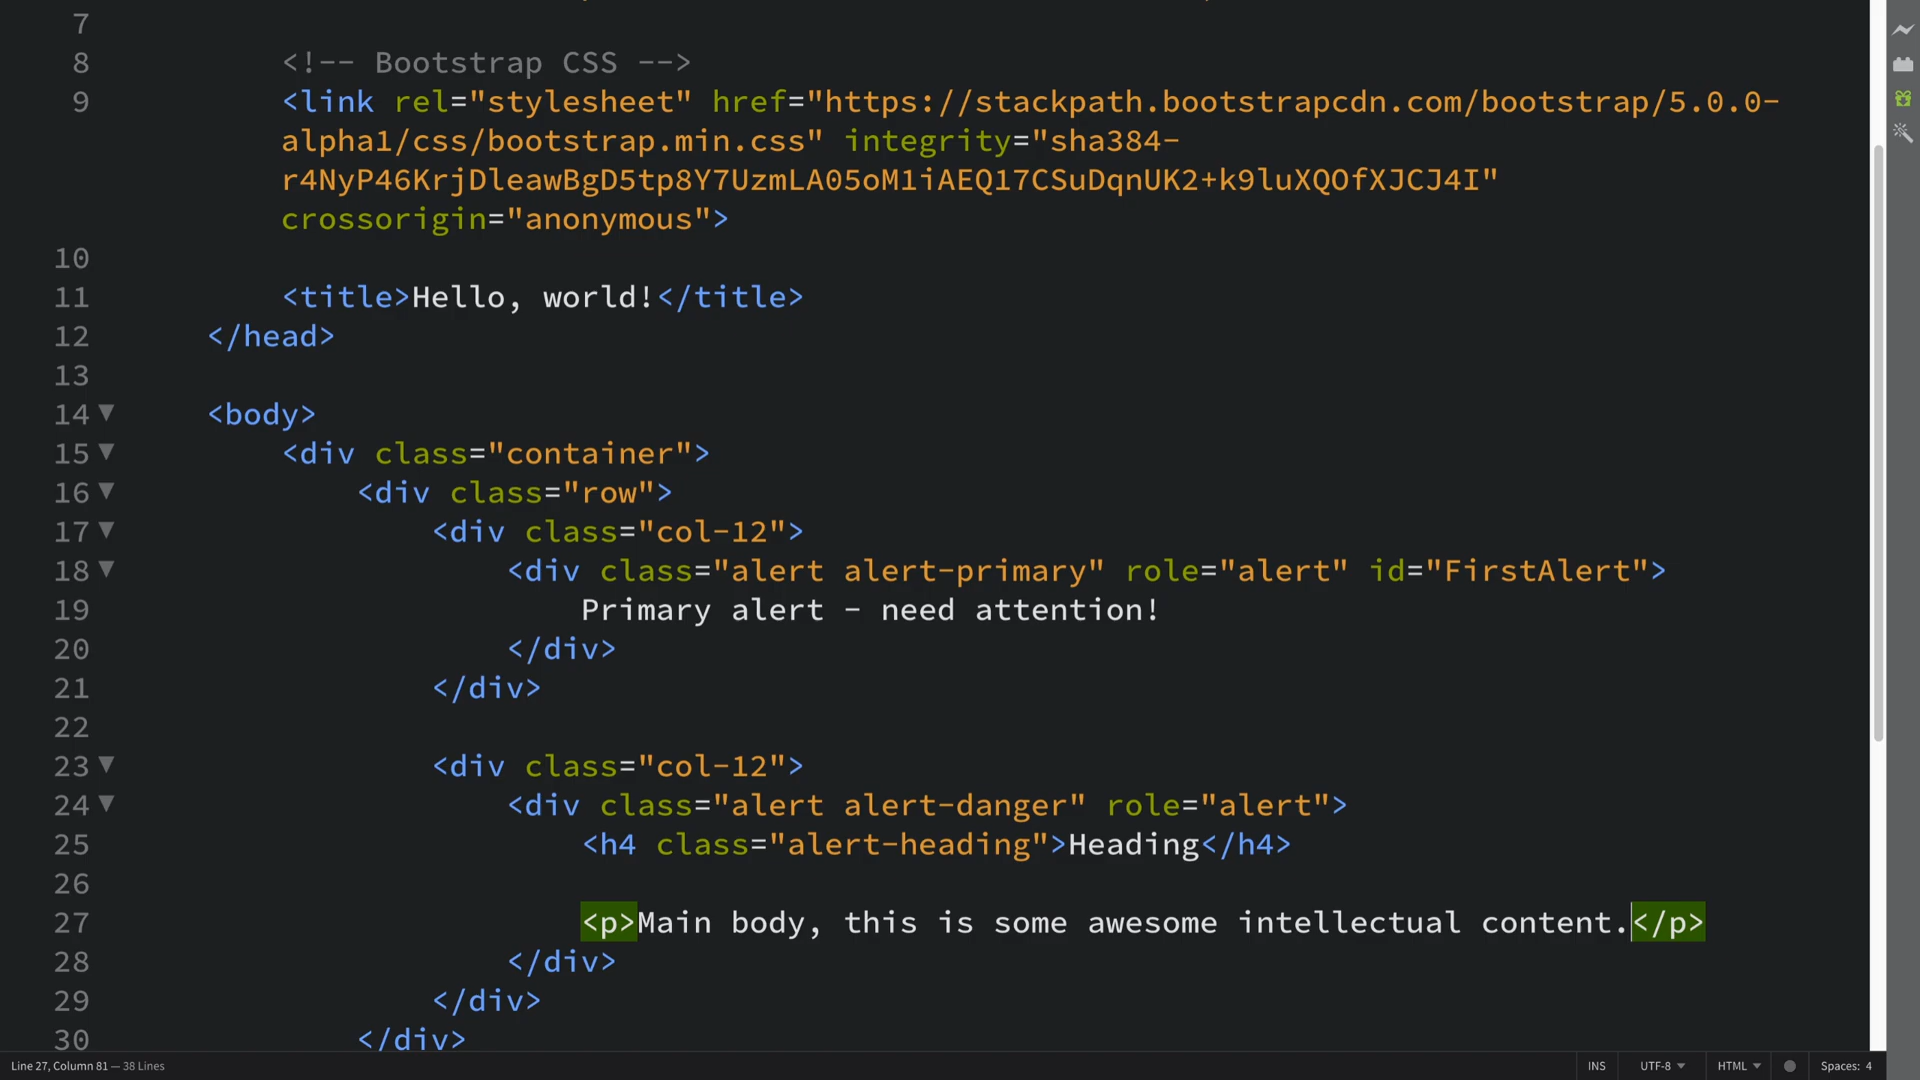 7
8 <!-- Bootstrap CSS -->
9 <link rel="stylesheet" href="https://stackpath.bootstrapcdn.com/bootstrap/5.0.0-
alpha1/css/bootstrap.min.css" integrity="sha384-
r4NyP46KrjDleawBgD5tp8Y7UzmLA05oM1iAEQ17CSuDqnUK2+k9luXQOfXJCJ4I"
crossorigin="anonymous">
10
11 <title>Hello, world!</title>
12 </head>
13
14 <body>
15 <div class="container">
16 <div class="row">
17 <div class="col-12">
18 <div class="alert alert-primary" role="alert" id="FirstAlert">
19 Primary alert - need attention!
20 </div>
21 </div>
22
23 <div class="col-12">
24 <div class="alert alert-danger" role="alert">
25 <h4 class="alert-heading">Heading</h4>
26
27 <p>Main body, this is some awesome intellectual content.</p>
28 </div>
29 </div>
30 </div>
Line 27, Column 81 — 38 Lines INS UTF-8 HTML Spaces: 4